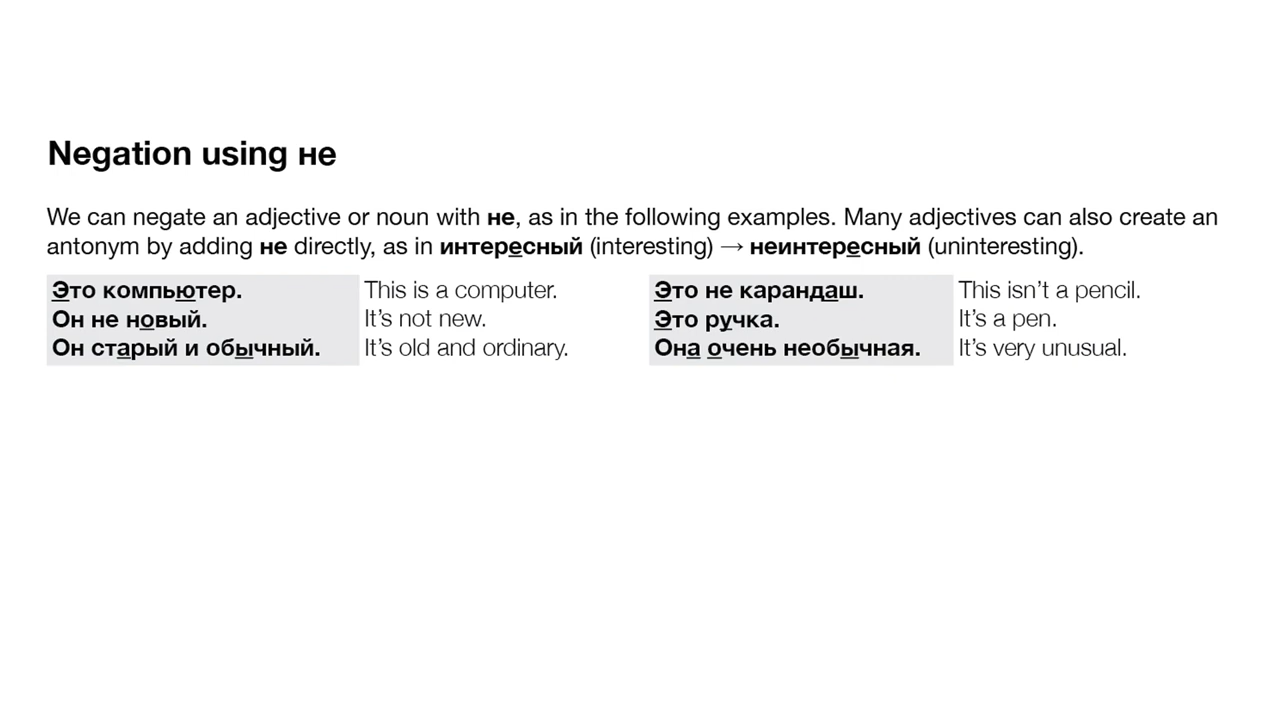 Negation using не
We can negate an adjective or noun with не, as in the following examples. Many adjectives can also create an
antonym by adding не directly, as in интересный (interesting) → неинтересный (uninteresting).
Это компьютер. This is a computer.
Он не новый. It's not new.
Он старый и обычный. It's old and ordinary.
Это не карандаш. This isn't a pencil.
Это ручка. It's a pen.
Она очень необычная. It's very unusual.